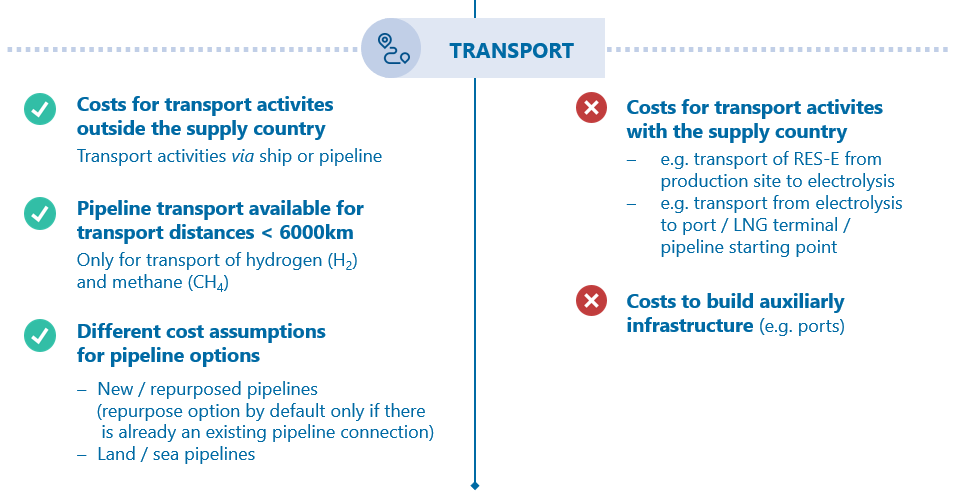 TRANSPORT
Costs for transport activites
outside the supply country
Transport activities via ship or pipeline
Pipeline transport available for
transport distances < 6000km
Only for transport of hydrogen (H₂)
and methane (CH₄)
Different cost assumptions
for pipeline options
– New / repurposed pipelines
(repurpose option by default only if there
is already an existing pipeline connection)
– Land / sea pipelines
Costs for transport activites
with the supply country
– e.g. transport of RES-E from
production site to electrolysis
– e.g. transport from electrolysis
to port / LNG terminal /
pipeline starting point
Costs to build auxiliarly
infrastructure (e.g. ports)